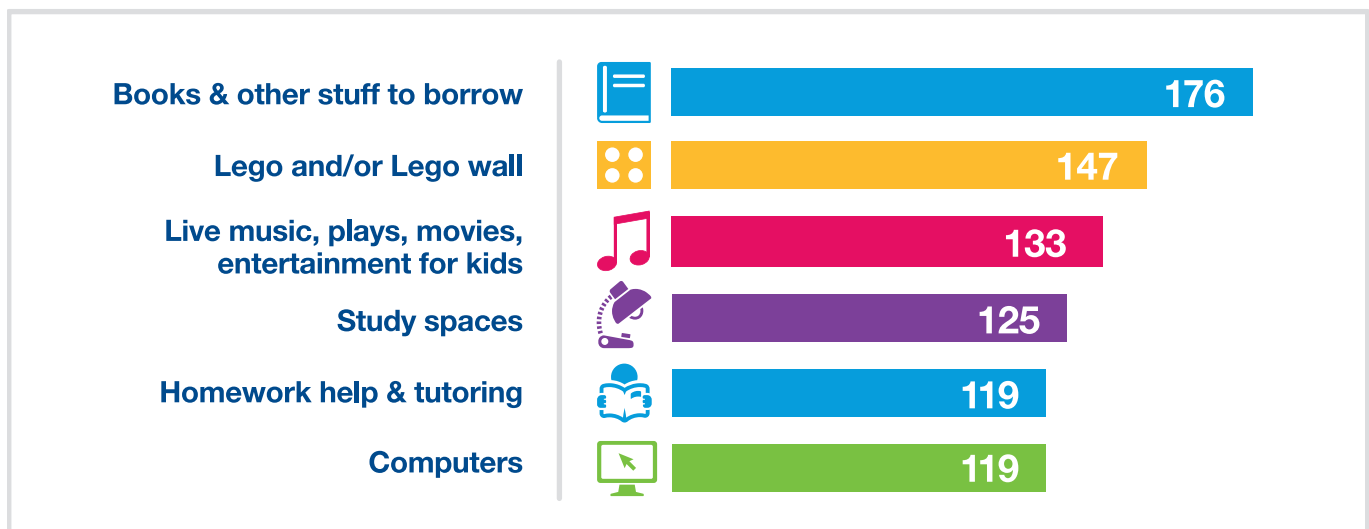 Books & other stuff to borrow
176
Lego and/or Lego wall
147
Live music, plays, movies,
entertainment for kids
133
Study spaces
125
Homework help & tutoring
119
Computers
119